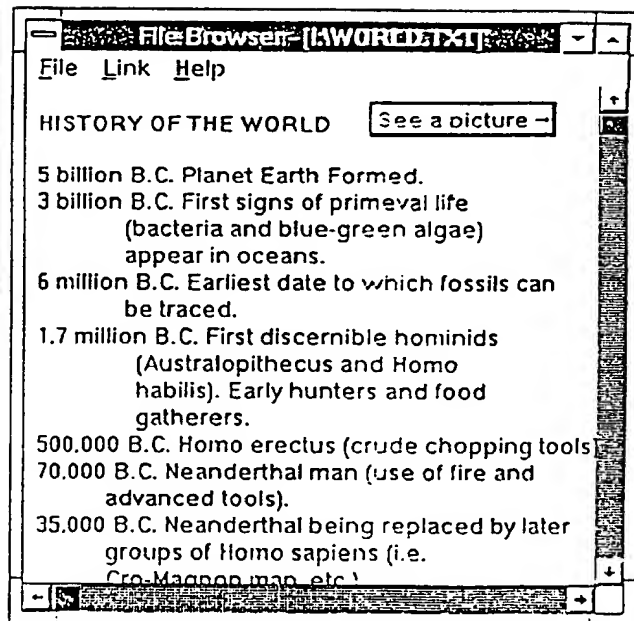 File Browser - [I:\WORLD.TXT]
File Link Help
HISTORY OF THE WORLD See a picture →
5 billion B.C. Planet Earth Formed.
3 billion B.C. First signs of primeval life
(bacteria and blue-green algae)
appear in oceans.
6 million B.C. Earliest date to which fossils can
be traced.
1.7 million B.C. First discernible hominids
(Australopithecus and Homo
habilis). Early hunters and food
gatherers.
500.000 B.C. Homo erectus (crude chopping tools)
70.000 B.C. Neanderthal man (use of fire and
advanced tools).
35.000 B.C. Neanderthal being replaced by later
groups of Homo sapiens (i.e.
Cro-Magnon man, etc.)